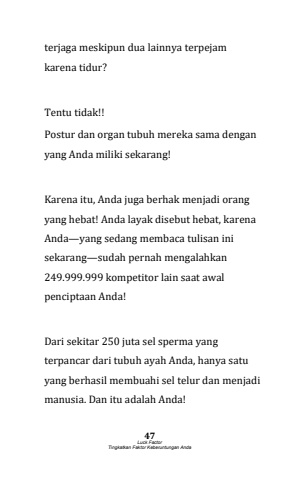 terjaga meskipun dua lainnya terpejam
karena tidur?
Tentu tidak!!
Postur dan organ tubuh mereka sama dengan
yang Anda miliki sekarang!
Karena itu, Anda juga berhak menjadi orang
yang hebat! Anda layak disebut hebat, karena
Anda—yang sedang membaca tulisan ini
sekarang—sudah pernah mengalahkan
249.999.999 kompetitor lain saat awal
penciptaan Anda!
Dari sekitar 250 juta sel sperma yang
terpancar dari tubuh ayah Anda, hanya satu
yang berhasil membuahi sel telur dan menjadi
manusia. Dan itu adalah Anda!
47
Luck Factor
Tingkatkan Faktor Keberuntungan Anda